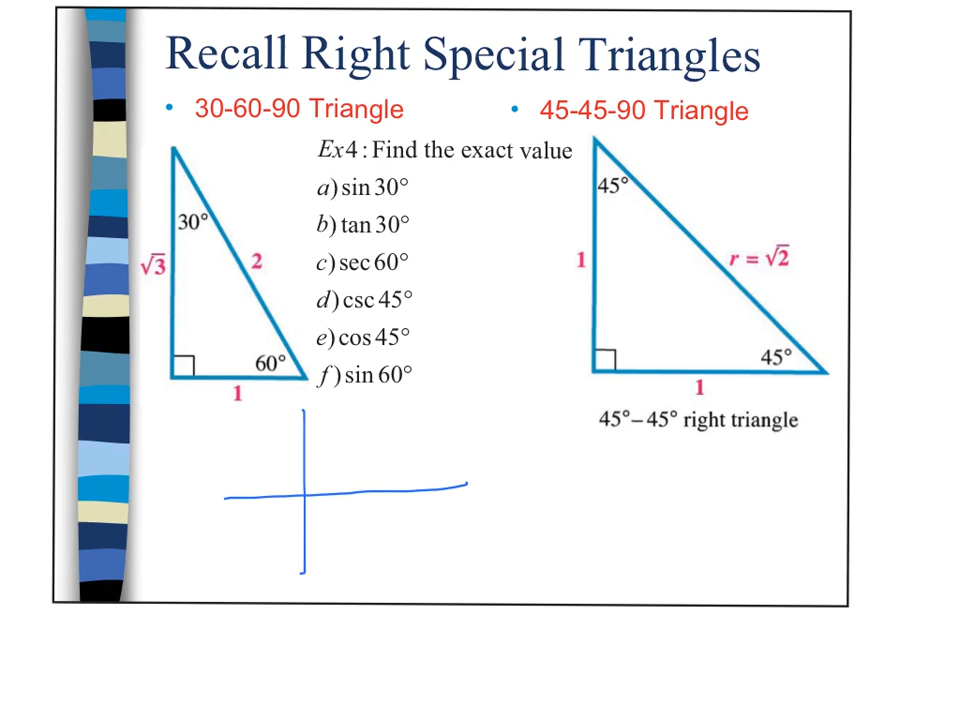 Recall Right Special Triangles
• 30-60-90 Triangle
• 45-45-90 Triangle
Ex4: Find the exact value
a) sin 30°
b) tan 30°
c) sec 60°
d) csc 45°
e) cos 45°
f) sin 60°
30°
√3
2
60°
1
45°
1
r = √2
45°
1
45°–45° right triangle